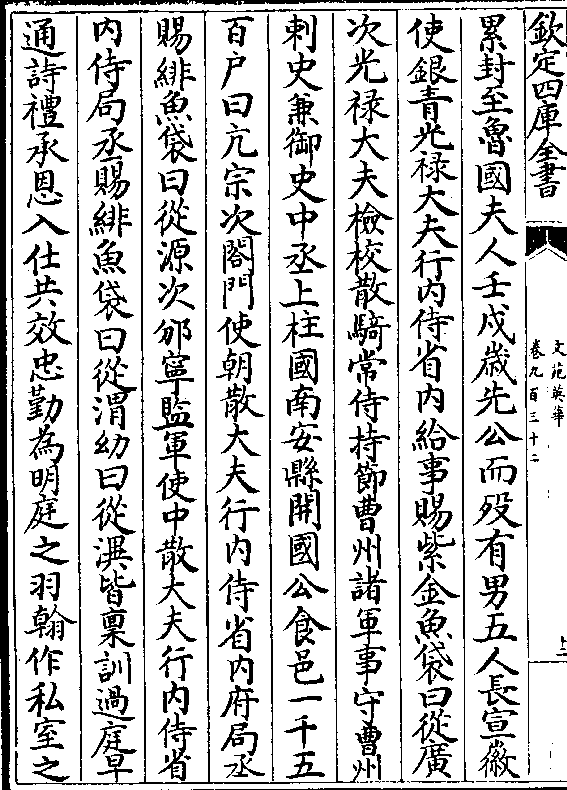 欽定四庫全書
文苑英華
卷九百三十二
累封至魯國夫人壬戌歲先公而歿有男五人長宣徽
使銀青光祿大夫行内侍省内給事賜紫金魚袋曰從廣
次光祿大夫檢校散騎常侍持節曹州諸軍事守曹州
刺史兼御史中丞上柱國南安縣開國公食邑一千五
百户曰亢宗次閤門使朝散大夫行内侍省内府局丞
賜緋魚袋曰從源次邠寧監軍使中散大夫行内侍省
内侍局丞賜緋魚袋曰從渭幼曰從淇皆稟訓過庭早
通詩禮承恩入仕共效忠勤為明庭之羽翰作私室之